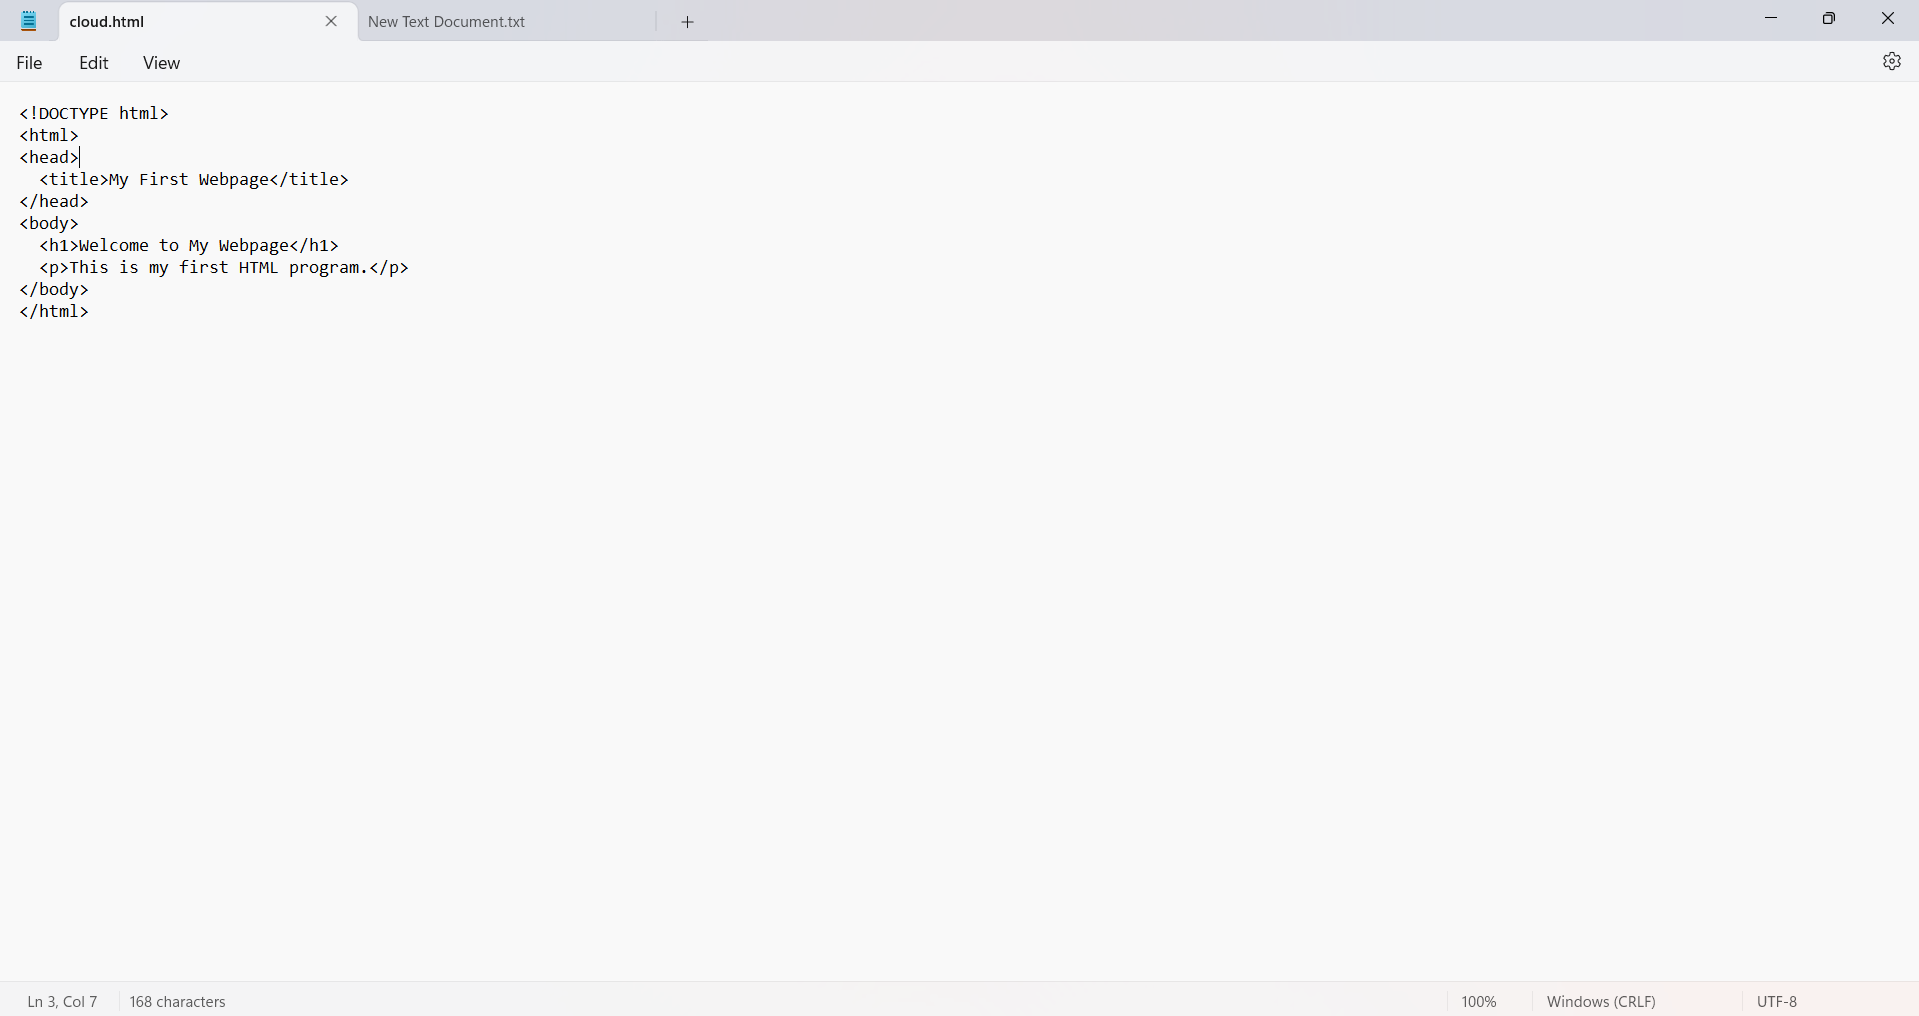 cloud.html
New Text Document.txt
File Edit View
<!DOCTYPE html>
<html>
<head>
  <title>My First Webpage</title>
</head>
<body>
  <h1>Welcome to My Webpage</h1>
  <p>This is my first HTML program.</p>
</body>
</html>
Ln 3, Col 7 168 characters 100% Windows (CRLF) UTF-8